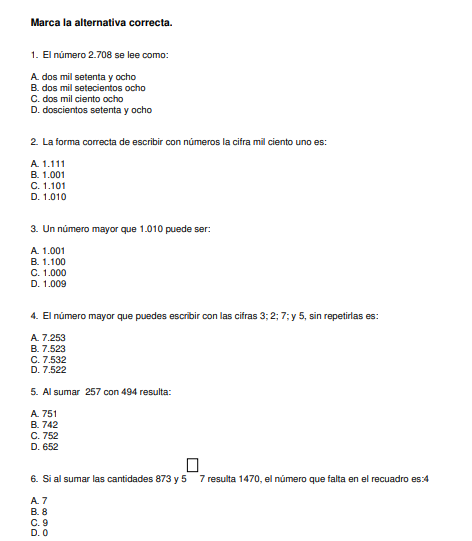 Marca la alternativa correcta.
1. El número 2.708 se lee como:
A. dos mil setenta y ocho
B. dos mil setecientos ocho
C. dos mil ciento ocho
D. doscientos setenta y ocho
2. La forma correcta de escribir con números la cifra mil ciento uno es:
A. 1.111
B. 1.001
C. 1.101
D. 1.010
3. Un número mayor que 1.010 puede ser:
A. 1.001
B. 1.100
C. 1.000
D. 1.009
4. El número mayor que puedes escribir con las cifras 3; 2; 7; y 5, sin repetirlas es:
A. 7.253
B. 7.523
C. 7.532
D. 7.522
5. Al sumar 257 con 494 resulta:
A. 751
B. 742
C. 752
D. 652
6. Si al sumar las cantidades 873 y 5 7 resulta 1470, el número que falta en el recuadro es:4
A. 7
B. 8
C. 9
D. 0